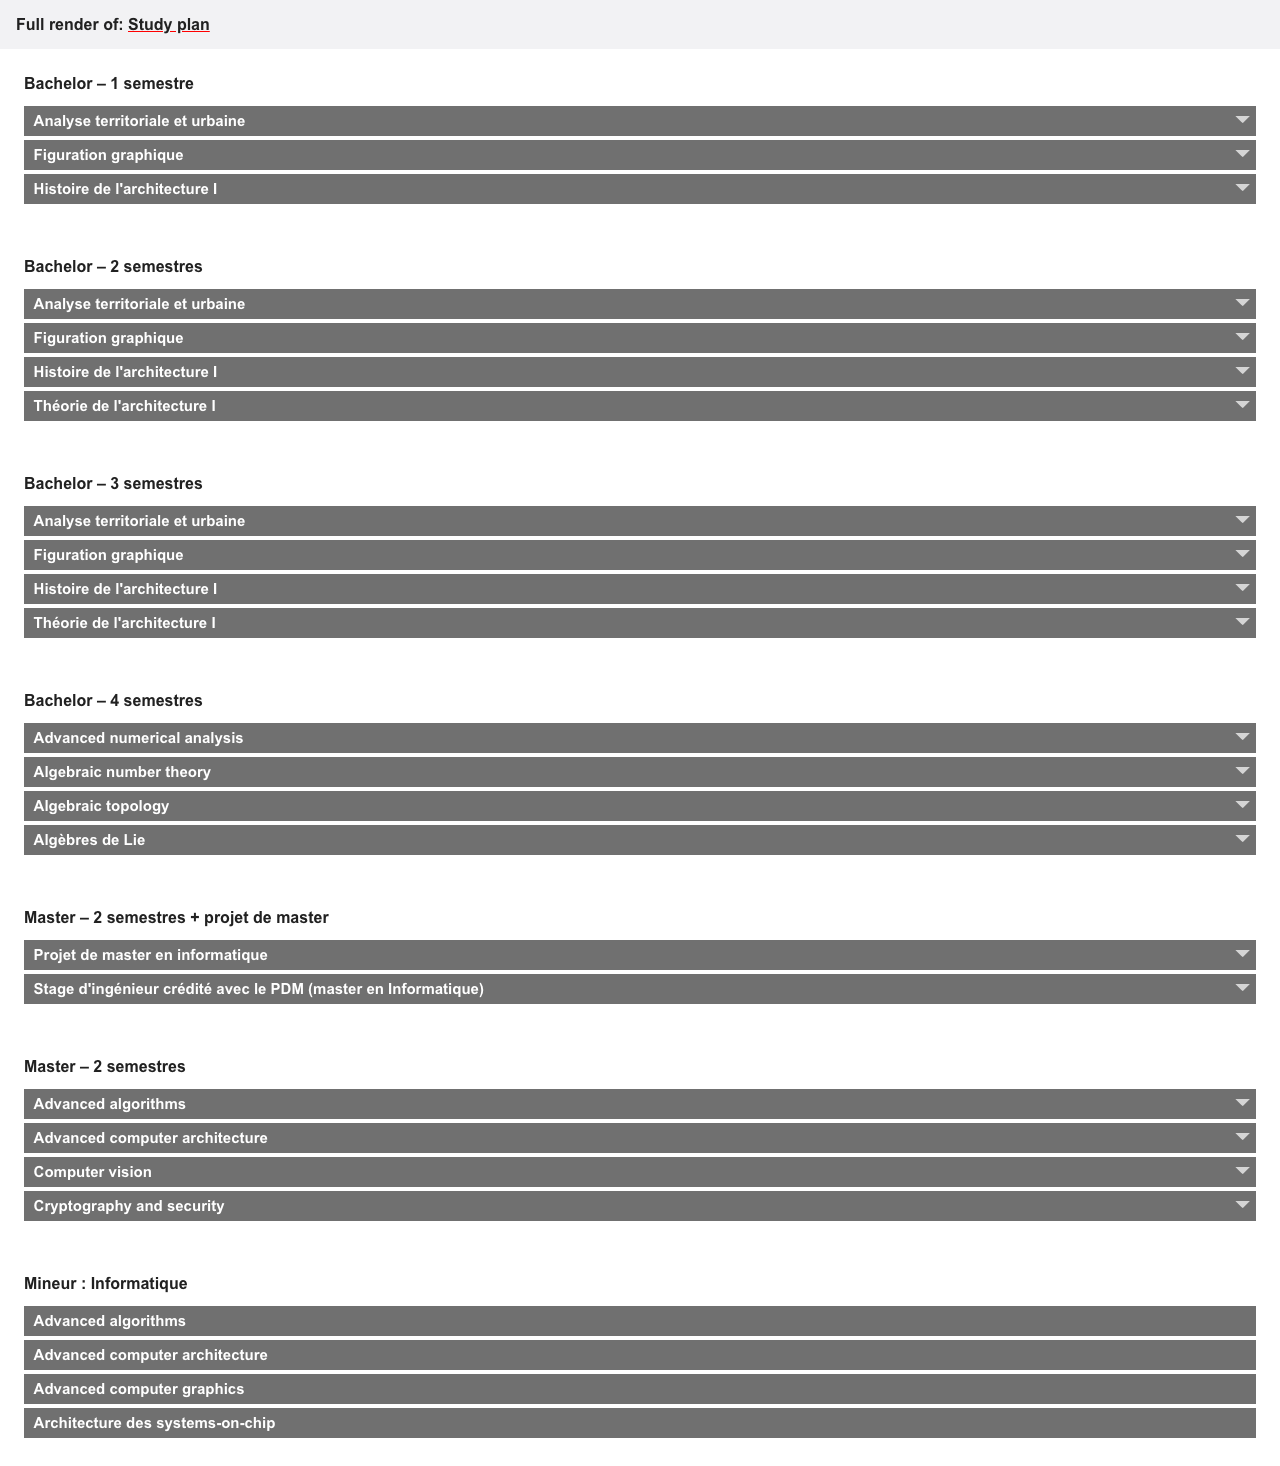 Full render of: Study plan
Bachelor – 1 semestre
Analyse territoriale et urbaine
Figuration graphique
Histoire de l'architecture I
Bachelor – 2 semestres
Analyse territoriale et urbaine
Figuration graphique
Histoire de l'architecture I
Théorie de l'architecture I
Bachelor – 3 semestres
Analyse territoriale et urbaine
Figuration graphique
Histoire de l'architecture I
Théorie de l'architecture I
Bachelor – 4 semestres
Advanced numerical analysis
Algebraic number theory
Algebraic topology
Algèbres de Lie
Master – 2 semestres + projet de master
Projet de master en informatique
Stage d'ingénieur crédité avec le PDM (master en Informatique)
Master – 2 semestres
Advanced algorithms
Advanced computer architecture
Computer vision
Cryptography and security
Mineur : Informatique
Advanced algorithms
Advanced computer architecture
Advanced computer graphics
Architecture des systems-on-chip